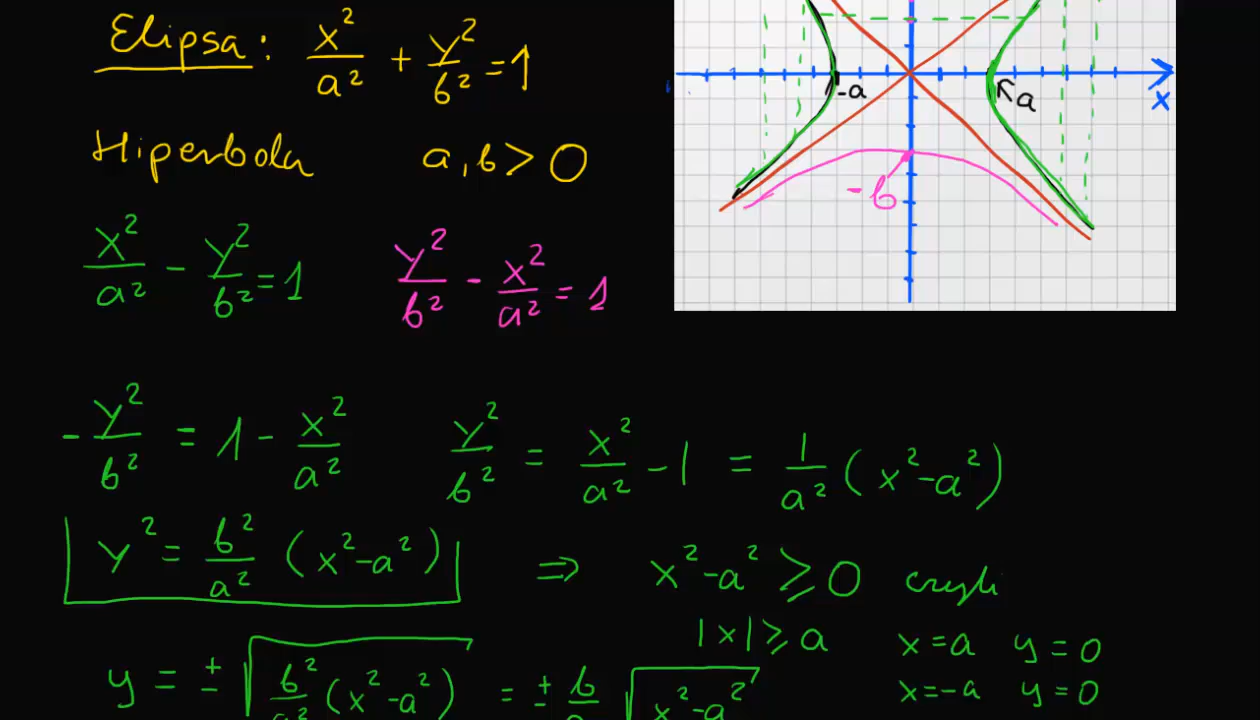 Elipsa: x²/a² + y²/b² = 1
Hiperbola a, b > 0
x²/a² - y²/b² = 1 y²/b² - x²/a² = 1
-a
a
x
-b
-y²/b² = 1 - x²/a² y²/b² = x²/a² - 1 = 1/a² (x² - a²)
y² = b²/a² (x² - a²) ⇒ x² - a² ⩾ 0 czyli
|x| ⩾ a x = a y = 0
x = -a y = 0
y = ± √(b²/a² (x² - a²)) = ± b/a √(x² - a²)